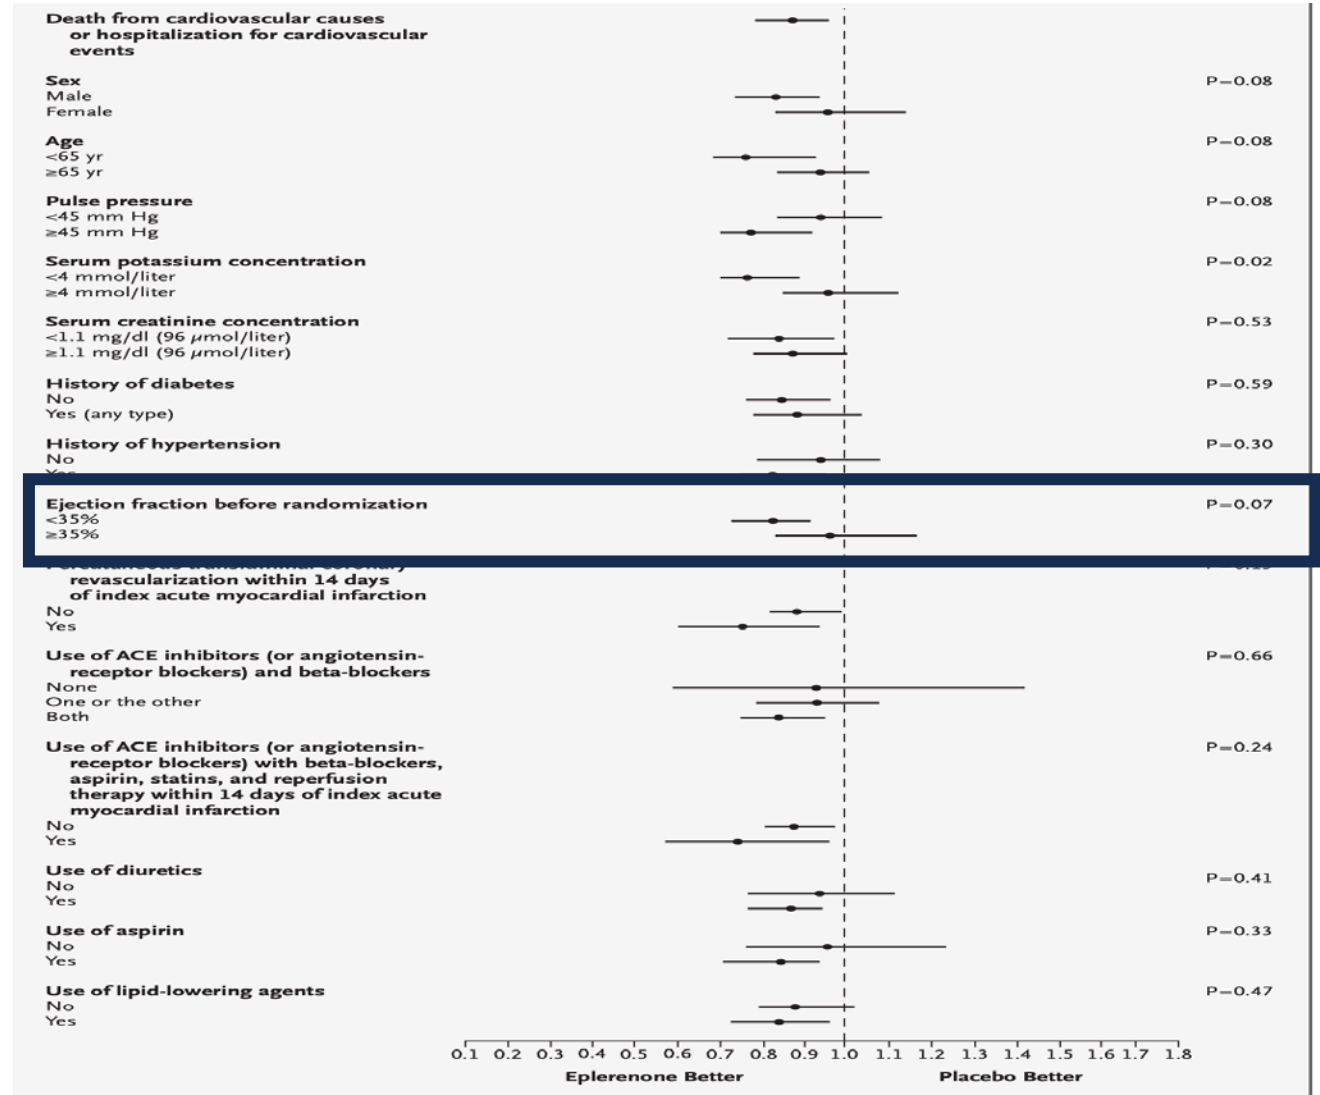 Death from cardiovascular causes
or hospitalization for cardiovascular
events
Sex P=0.08
Male
Female
Age P=0.08
<65 yr
≥65 yr
Pulse pressure P=0.08
<45 mm Hg
≥45 mm Hg
Serum potassium concentration P=0.02
<4 mmol/liter
≥4 mmol/liter
Serum creatinine concentration P=0.53
<1.1 mg/dl (96 μmol/liter)
≥1.1 mg/dl (96 μmol/liter)
History of diabetes P=0.59
No
Yes (any type)
History of hypertension P=0.30
No
Ejection fraction before randomization P=0.07
<35%
≥35%
revascularization within 14 days
of index acute myocardial infarction
No
Yes
Use of ACE inhibitors (or angiotensin- P=0.66
receptor blockers) and beta-blockers
None
One or the other
Both
Use of ACE inhibitors (or angiotensin- P=0.24
receptor blockers) with beta-blockers,
aspirin, statins, and reperfusion
therapy within 14 days of index acute
myocardial infarction
No
Yes
Use of diuretics P=0.41
No
Yes
Use of aspirin P=0.33
No
Yes
Use of lipid-lowering agents P=0.47
No
Yes
0.1 0.2 0.3 0.4 0.5 0.6 0.7 0.8 0.9 1.0 1.1 1.2 1.3 1.4 1.5 1.6 1.7 1.8
Eplerenone Better Placebo Better